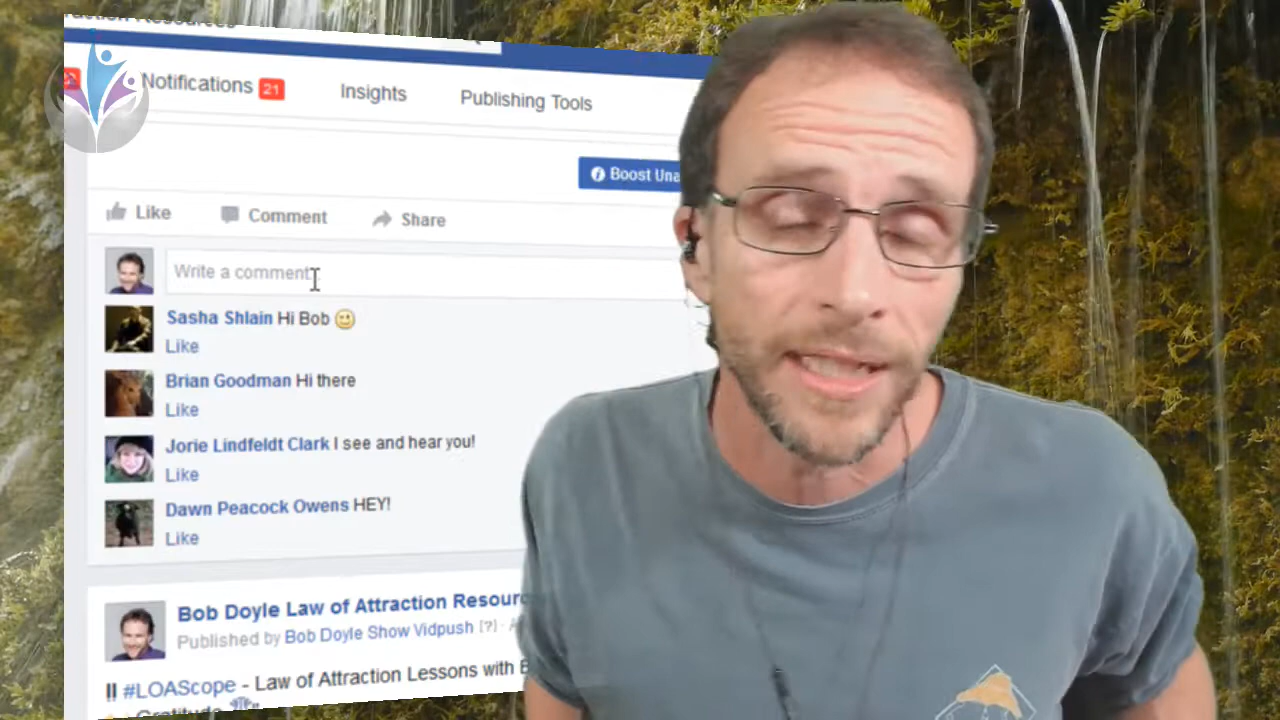 Notifications 21
Insights
Publishing Tools
Boost Una
Like
Comment
Share
Write a comment
Sasha Shlain Hi Bob
Like
Brian Goodman Hi there
Like
Jorie Lindfeldt Clark I see and hear you!
Like
Dawn Peacock Owens HEY!
Like
Bob Doyle Law of Attraction Resour
Published by Bob Doyle Show Vidpush [?] ·
#LOAScope - Law of Attraction Lessons with B
Gratitude